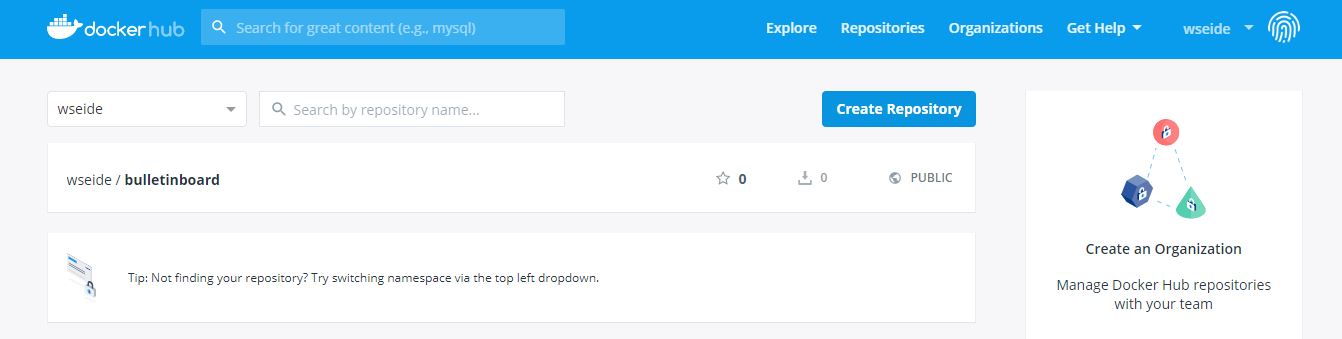 dockerhub
Search for great content (e.g., mysql)
Explore
Repositories
Organizations
Get Help
wseide
wseide
Search by repository name...
Create Repository
wseide / bulletinboard
0
0
PUBLIC
Tip: Not finding your repository? Try switching namespace via the top left dropdown.
Create an Organization
Manage Docker Hub repositories
with your team